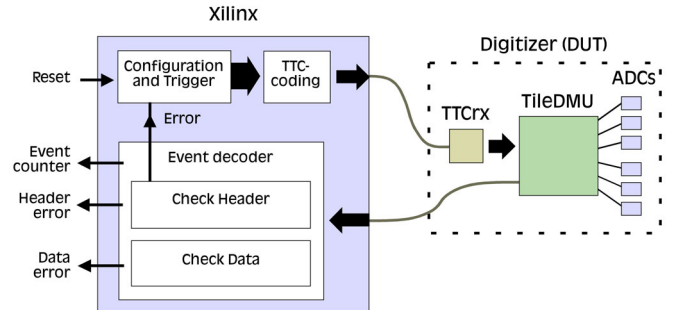 Xilinx
Digitizer (DUT)
Reset
Configuration
and Trigger
TTC-
coding
ADCs
TTCrx
TileDMU
Error
Event
counter
Event decoder
Header
error
Check Header
Data
error
Check Data